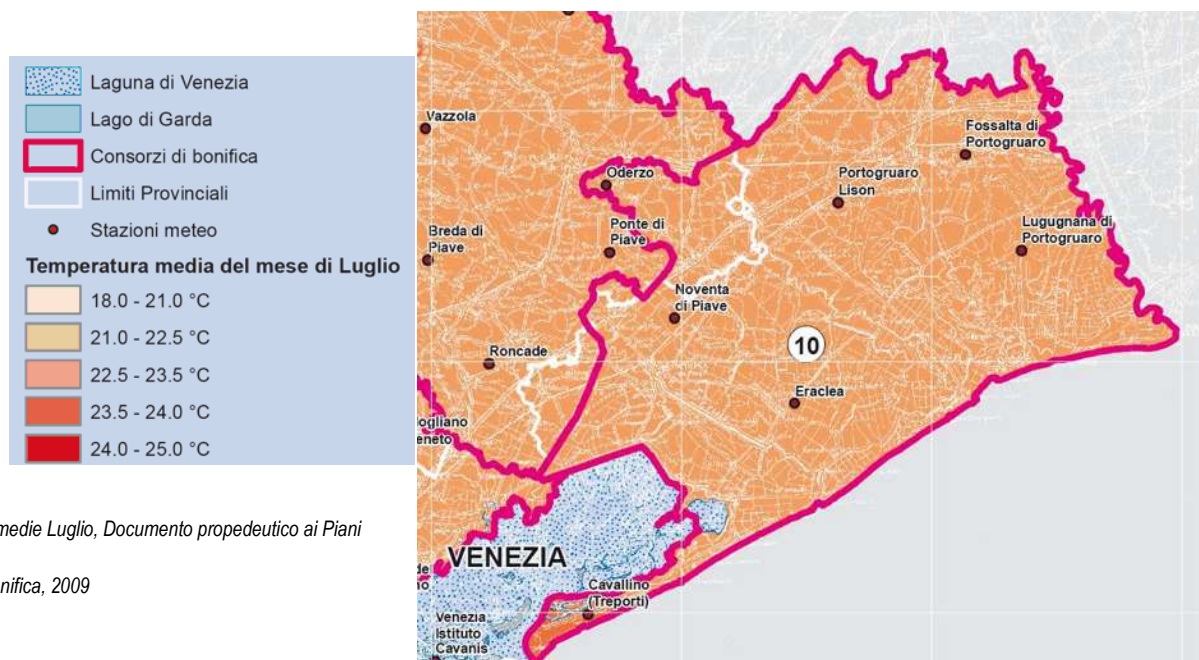 Laguna di Venezia
Lago di Garda
Consorzi di bonifica
Limiti Provinciali
Stazioni meteo
Temperatura media del mese di Luglio
18.0 - 21.0 °C
21.0 - 22.5 °C
22.5 - 23.5 °C
23.5 - 24.0 °C
24.0 - 25.0 °C
medie Luglio, Documento propedeutico ai Piani
nifica, 2009
Vazzola
Fossalta di
Portogruaro
Oderzo
Portogruaro
Lison
Breda di
Piave
Ponte di
Piave
Lugugnana di
Portogruaro
Noventa
di Piave
10
Roncade
Eraclea
ogliano
eneto
VENEZIA
Cavallino
(Treporti)
Venezia
Istituto
Cavanis